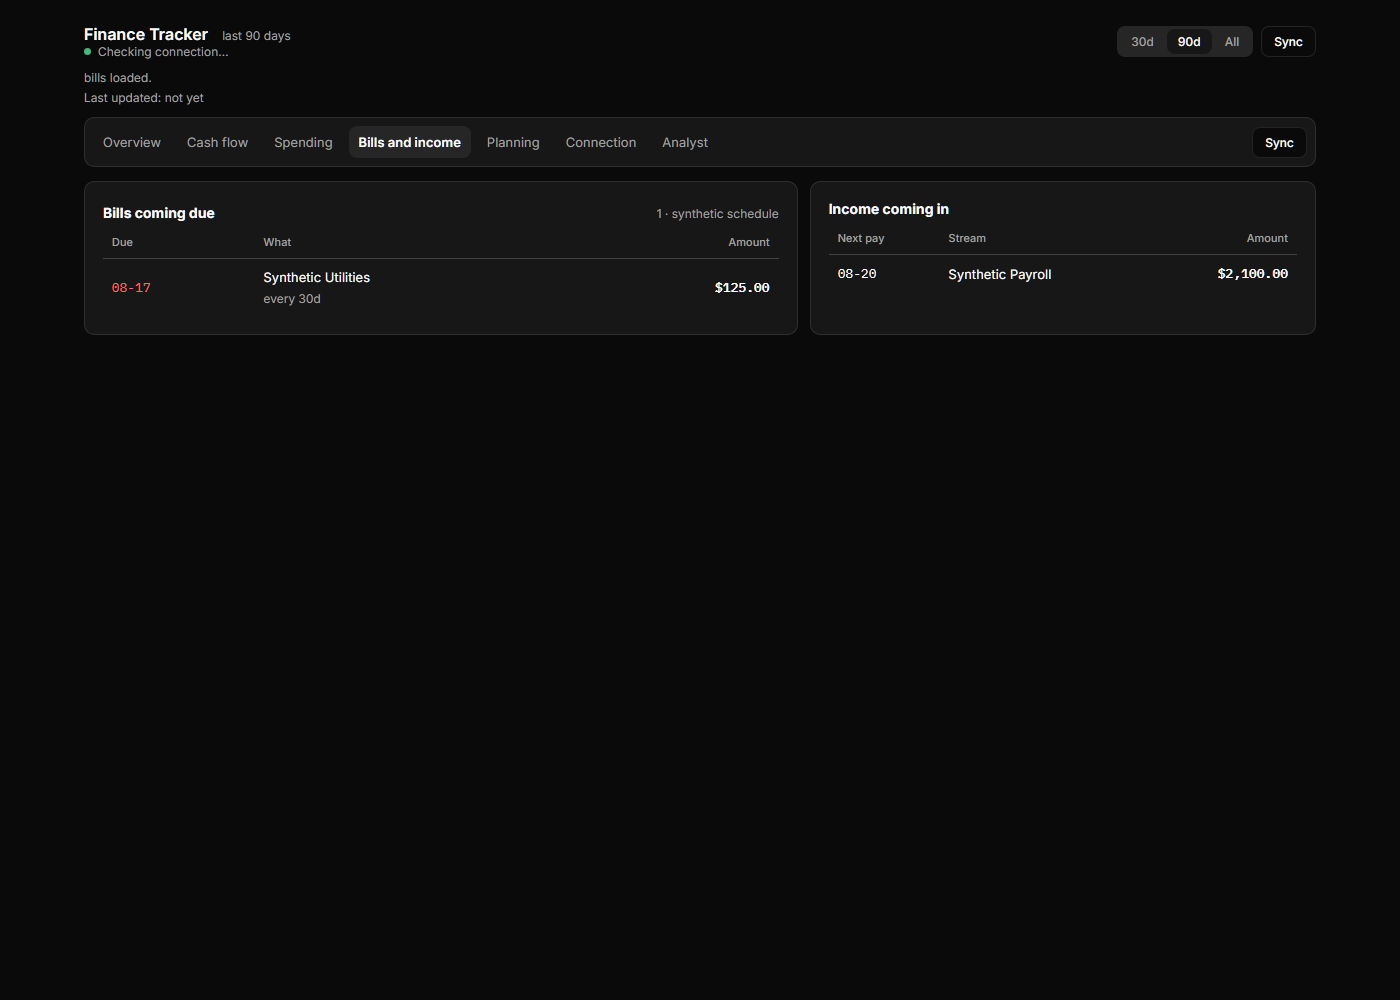 Finance Tracker last 90 days
Checking connection...
30d 90d All Sync
bills loaded.
Last updated: not yet
Overview Cash flow Spending Bills and income Planning Connection Analyst Sync
Bills coming due 1 · synthetic schedule
Due What Amount
08-17 Synthetic Utilities $125.00
every 30d
Income coming in
Next pay Stream Amount
08-20 Synthetic Payroll $2,100.00